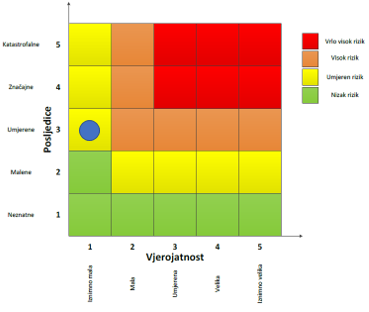 Katastrofalne 5
Značajne 4
Umjerene 3
Malene 2
Neznatne 1
Posljedice
1 2 3 4 5
Vjerojatnost
Iznimno mala
Mala
Umjerena
Velika
Iznimno velika
Vrlo visok rizik
Visok rizik
Umjeren rizik
Nizak rizik